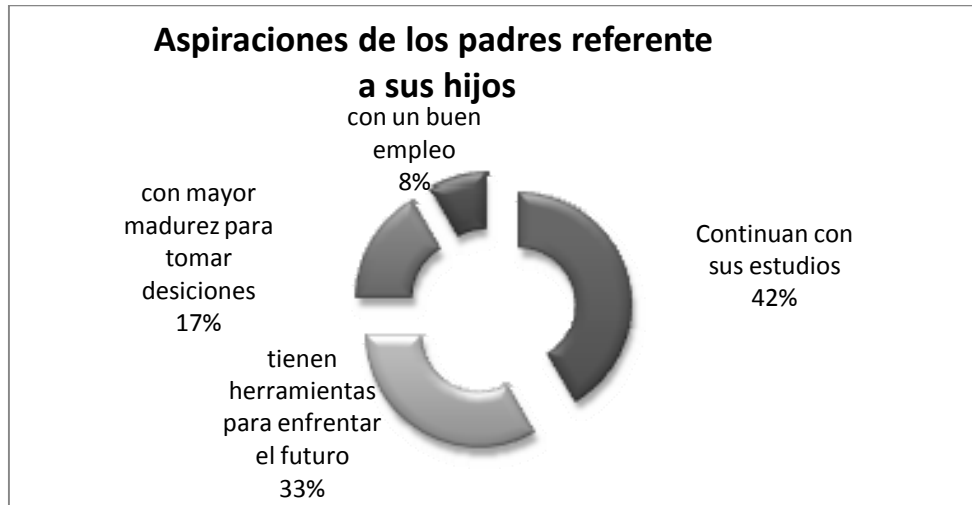 Aspiraciones de los padres referente
a sus hijos
con un buen
empleo
8%
con mayor
madurez para
tomar
desiciones
17%
Continuan con
sus estudios
42%
tienen
herramientas
para enfrentar
el futuro
33%